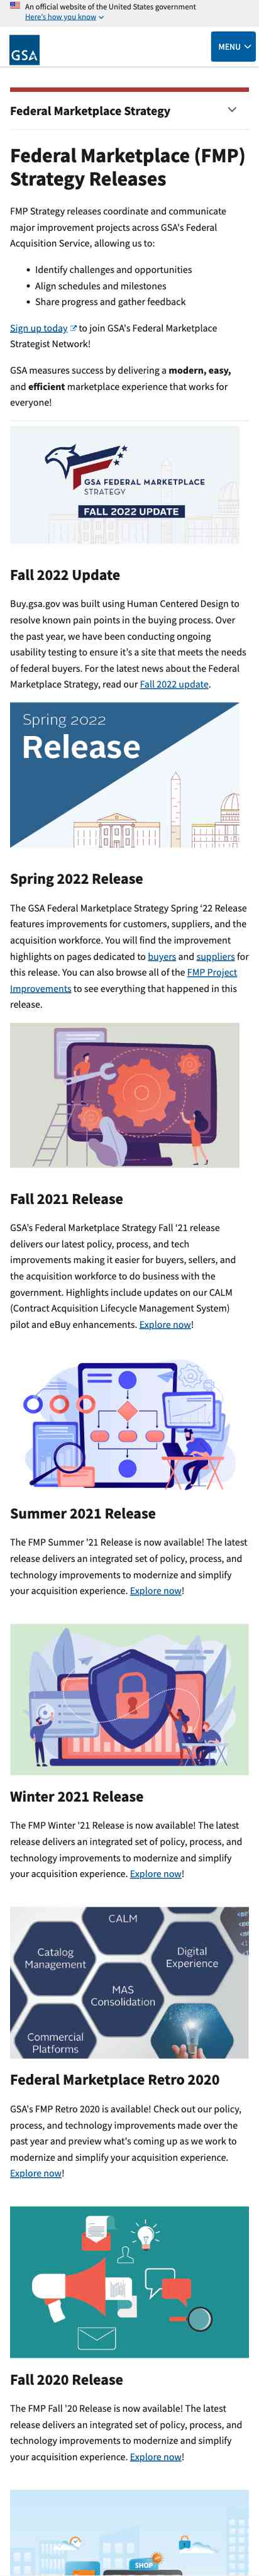 An official website of the United States government
Here's how you know
GSA
MENU
Federal Marketplace Strategy
Federal Marketplace (FMP)
Strategy Releases
FMP Strategy releases coordinate and communicate
major improvement projects across GSA's Federal
Acquisition Service, allowing us to:
• Identify challenges and opportunities
• Align schedules and milestones
• Share progress and gather feedback
Sign up today to join GSA's Federal Marketplace
Strategist Network!
GSA measures success by delivering a modern, easy,
and efficient marketplace experience that works for
everyone!
GSA FEDERAL MARKETPLACE
STRATEGY
FALL 2022 UPDATE
Fall 2022 Update
Buy.gsa.gov was built using Human Centered Design to
resolve known pain points in the buying process. Over
the past year, we have been conducting ongoing
usability testing to ensure it's a site that meets the needs
of federal buyers. For the latest news about the Federal
Marketplace Strategy, read our Fall 2022 update.
Spring 2022
Release
Spring 2022 Release
The GSA Federal Marketplace Strategy Spring ‘22 Release
features improvements for customers, suppliers, and the
acquisition workforce. You will find the improvement
highlights on pages dedicated to buyers and suppliers for
this release. You can also browse all of the FMP Project
Improvements to see everything that happened in this
release.
Fall 2021 Release
GSA’s Federal Marketplace Strategy Fall ‘21 release
delivers our latest policy, process, and tech
improvements making it easier for buyers, sellers, and
the acquisition workforce to do business with the
government. Highlights include updates on our CALM
(Contract Acquisition Lifecycle Management System)
pilot and eBuy enhancements. Explore now!
Summer 2021 Release
The FMP Summer '21 Release is now available! The latest
release delivers an integrated set of policy, process, and
technology improvements to modernize and simplify
your acquisition experience. Explore now!
Winter 2021 Release
The FMP Winter '21 Release is now available! The latest
release delivers an integrated set of policy, process, and
technology improvements to modernize and simplify
your acquisition experience. Explore now!
CALM
Catalog
Management
Digital
Experience
MAS
Consolidation
Commercial
Platforms
Federal Marketplace Retro 2020
GSA's FMP Retro 2020 is available! Check out our policy,
process, and technology improvements made over the
past year and preview what's coming up as we work to
modernize and simplify your acquisition experience.
Explore now!
Fall 2020 Release
The FMP Fall '20 Release is now available! The latest
release delivers an integrated set of policy, process, and
technology improvements to modernize and simplify
your acquisition experience. Explore now!
SHOP